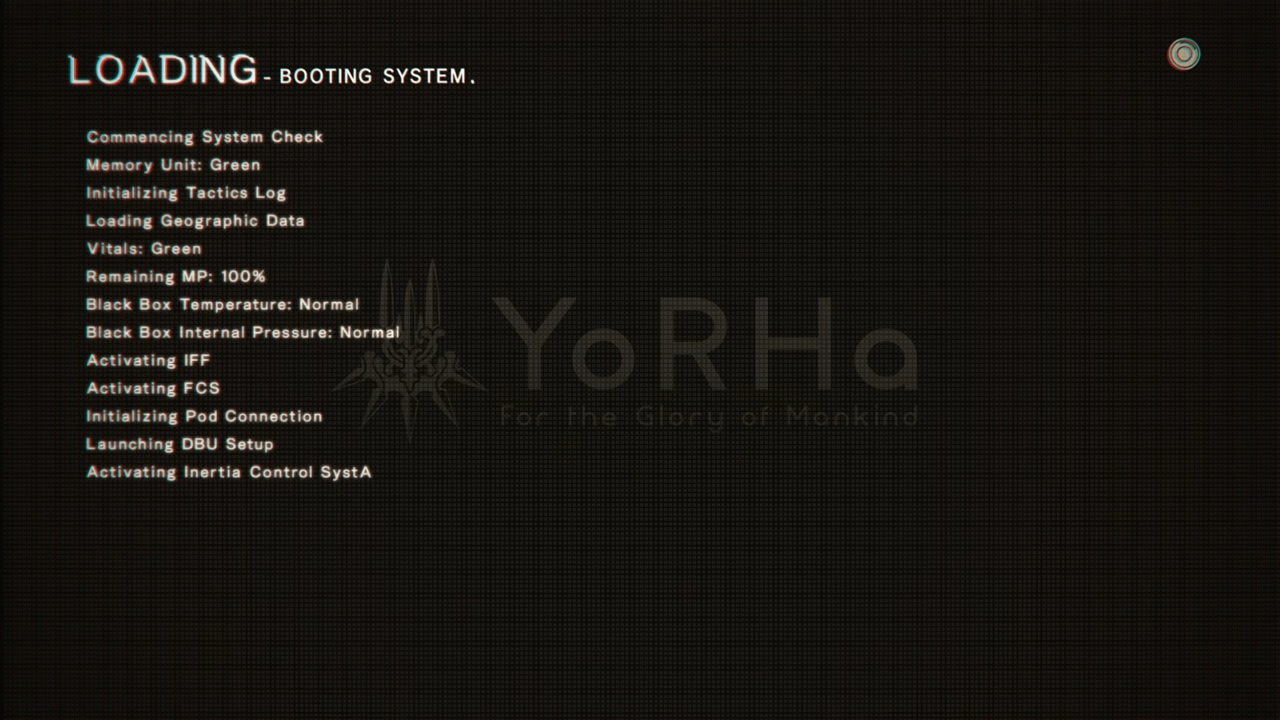 LOADING - BOOTING SYSTEM.
Commencing System Check
Memory Unit: Green
Initializing Tactics Log
Loading Geographic Data
Vitals: Green
Remaining MP: 100%
Black Box Temperature: Normal
Black Box Internal Pressure: Normal
Activating IFF
Activating FCS
Initializing Pod Connection
Launching DBU Setup
Activating Inertia Control SystA
YoRHa
For the Glory of Mankind